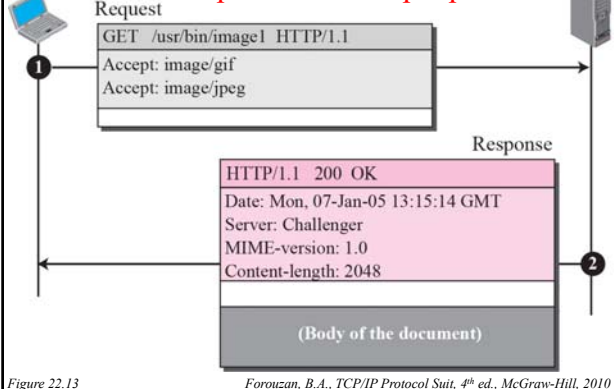 Request
GET /usr/bin/image1 HTTP/1.1
1
Accept: image/gif
Accept: image/jpeg
Response
HTTP/1.1 200 OK
Date: Mon, 07-Jan-05 13:15:14 GMT
Server: Challenger
MIME-version: 1.0
Content-length: 2048
2
(Body of the document)
Figure 22.13
Forouzan, B.A., TCP/IP Protocol Suit, 4th ed., McGraw-Hill, 2010